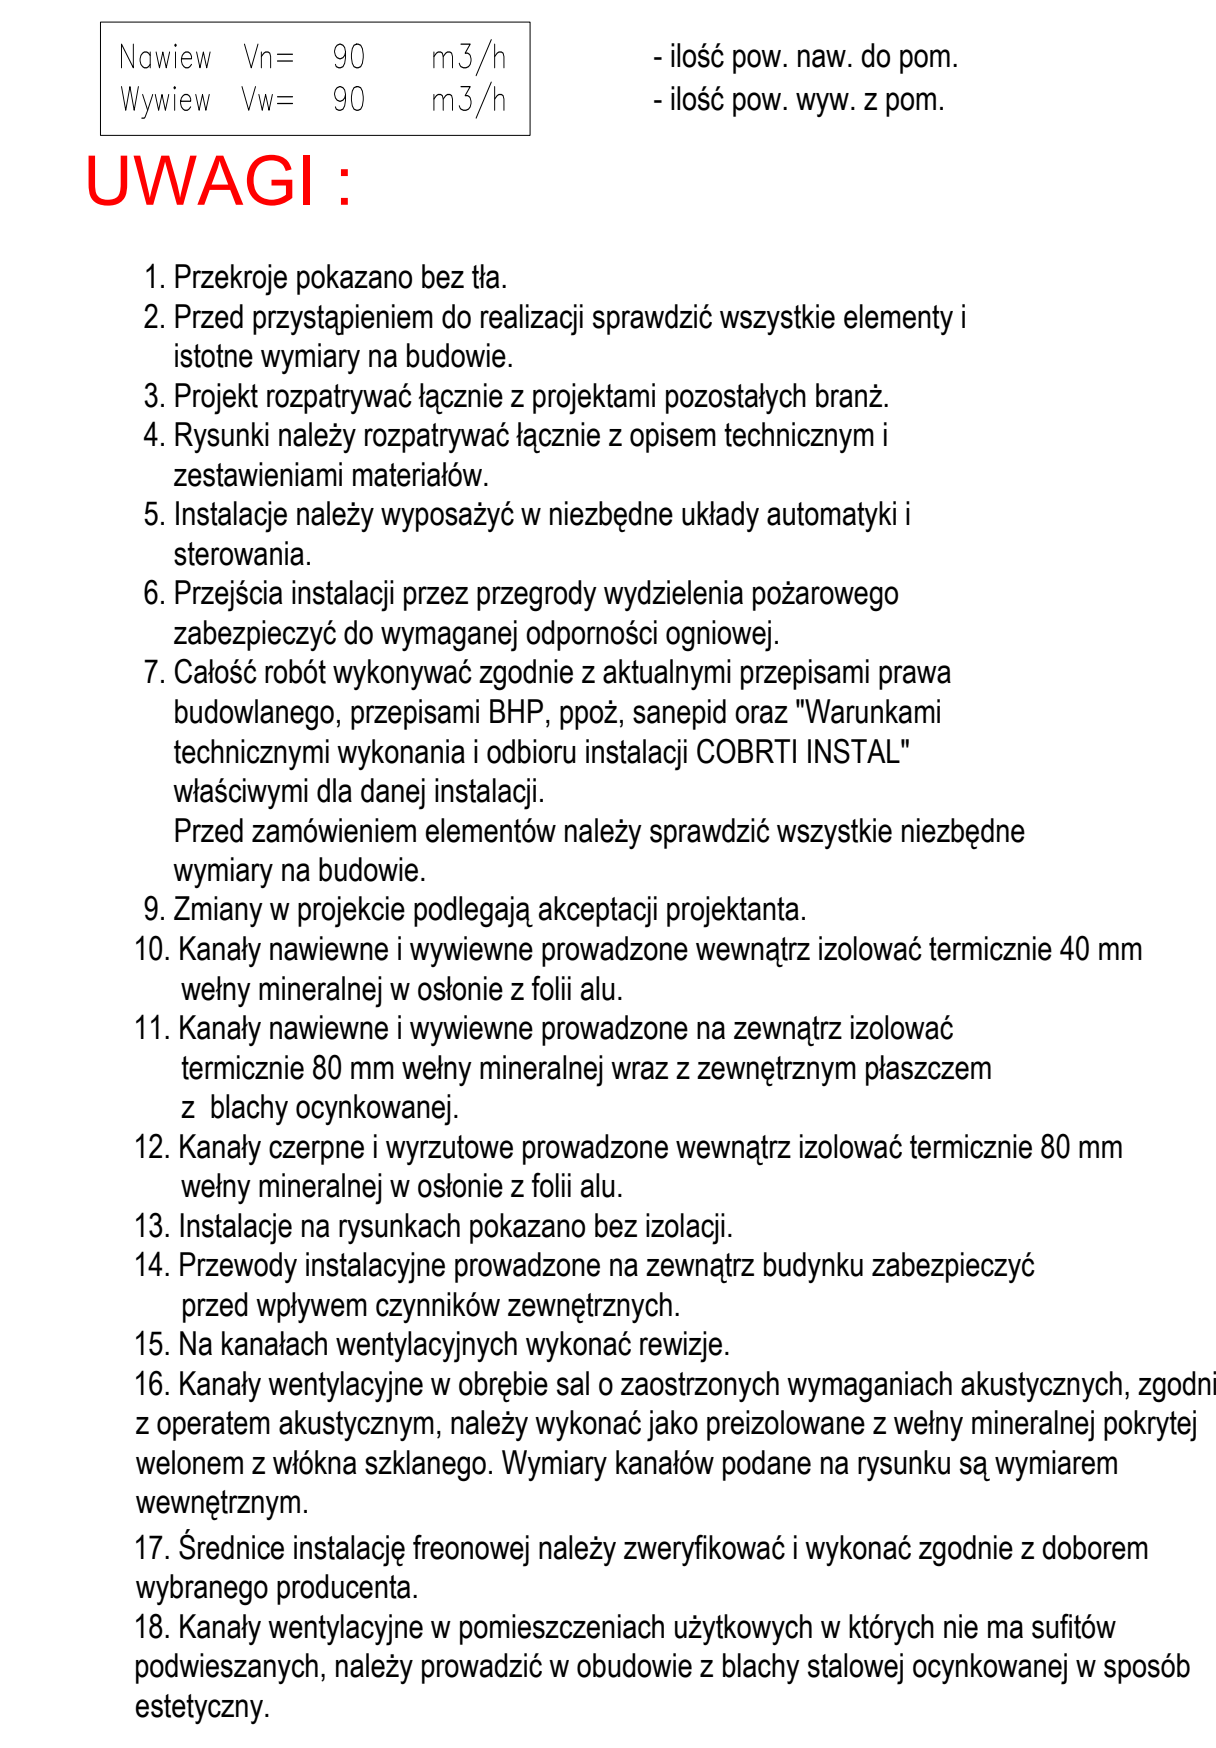 Nawiew Vn= 90 m3/h - ilość pow. naw. do pom.
Wywiew Vw= 90 m3/h - ilość pow. wyw. z pom.
UWAGI :
1. Przekroje pokazano bez tła.
2. Przed przystąpieniem do realizacji sprawdzić wszystkie elementy i
istotne wymiary na budowie.
3. Projekt rozpatrywać łącznie z projektami pozostałych branż.
4. Rysunki należy rozpatrywać łącznie z opisem technicznym i
zestawieniami materiałów.
5. Instalacje należy wyposażyć w niezbędne układy automatyki i
sterowania.
6. Przejścia instalacji przez przegrody wydzielenia pożarowego
zabezpieczyć do wymaganej odporności ogniowej.
7. Całość robót wykonywać zgodnie z aktualnymi przepisami prawa
budowlanego, przepisami BHP, ppoż, sanepid oraz "Warunkami
technicznymi wykonania i odbioru instalacji COBRTI INSTAL"
właściwymi dla danej instalacji.
Przed zamówieniem elementów należy sprawdzić wszystkie niezbędne
wymiary na budowie.
9. Zmiany w projekcie podlegają akceptacji projektanta.
10. Kanały nawiewne i wywiewne prowadzone wewnątrz izolować termicznie 40 mm
wełny mineralnej w osłonie z folii alu.
11. Kanały nawiewne i wywiewne prowadzone na zewnątrz izolować
termicznie 80 mm wełny mineralnej wraz z zewnętrznym płaszczem
z blachy ocynkowanej.
12. Kanały czerpne i wyrzutowe prowadzone wewnątrz izolować termicznie 80 mm
wełny mineralnej w osłonie z folii alu.
13. Instalacje na rysunkach pokazano bez izolacji.
14. Przewody instalacyjne prowadzone na zewnątrz budynku zabezpieczyć
przed wpływem czynników zewnętrznych.
15. Na kanałach wentylacyjnych wykonać rewizje.
16. Kanały wentylacyjne w obrębie sal o zaostrzonych wymaganiach akustycznych, zgodni
z operatem akustycznym, należy wykonać jako preizolowane z wełny mineralnej pokrytej
welonem z włókna szklanego. Wymiary kanałów podane na rysunku są wymiarem
wewnętrznym.
17. Średnice instalację freonowej należy zweryfikować i wykonać zgodnie z doborem
wybranego producenta.
18. Kanały wentylacyjne w pomieszczeniach użytkowych w których nie ma sufitów
podwieszanych, należy prowadzić w obudowie z blachy stalowej ocynkowanej w sposób
estetyczny.